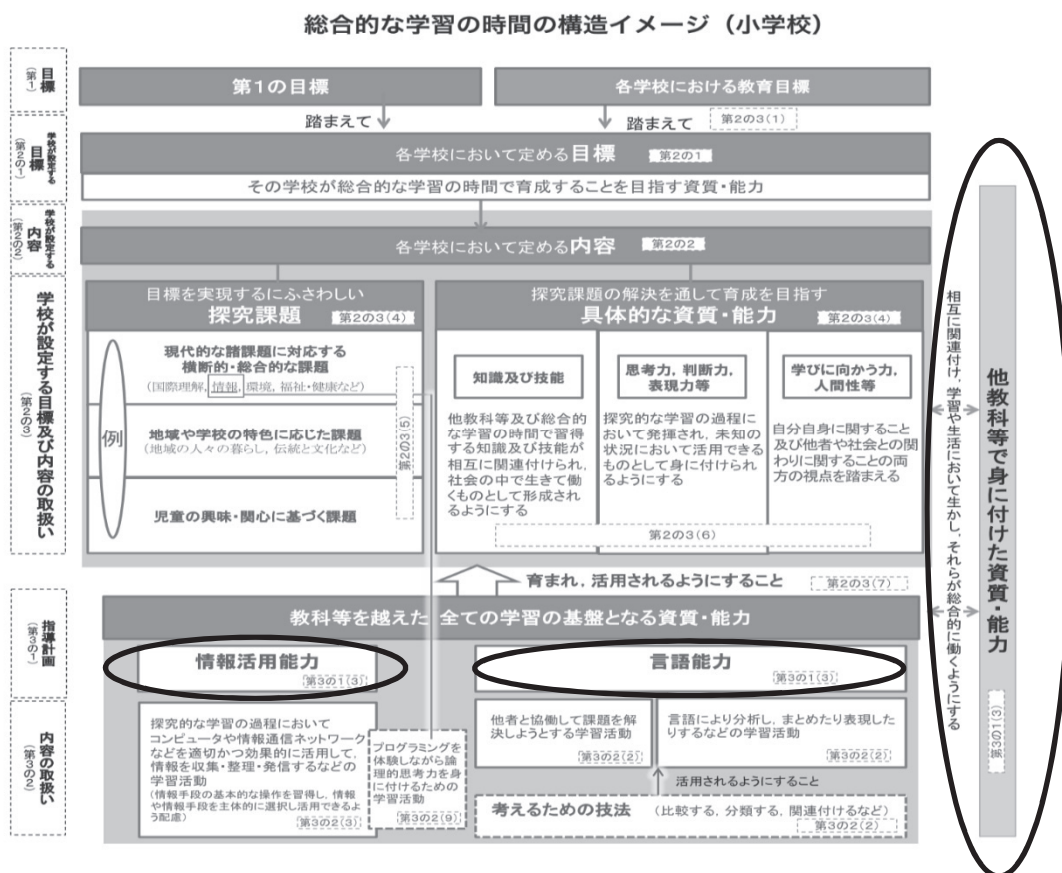 総合的な学習の時間の構造イメージ（小学校）
目標
（第1）
第1の目標
各学校における教育目標
踏まえて
踏まえて
第2の3(1)
学校が設定する
目標
（第2の1）
各学校において定める目標 第2の1
その学校が総合的な学習の時間で育成することを目指す資質・能力
学校が設定する
内容
（第2の2）
各学校において定める内容 第2の2
学校が設定する目標及び内容の取扱い
（第2の3）
目標を実現するにふさわしい
探究課題 第2の3(4)
例
現代的な諸課題に対応する
横断的・総合的な課題
（国際理解，情報，環境，福祉・健康など）
地域や学校の特色に応じた課題
（地域の人々の暮らし，伝統と文化など）
児童の興味・関心に基づく課題
第2の3(5)
探究課題の解決を通して育成を目指す
具体的な資質・能力 第2の3(4)
知識及び技能
他教科等及び総合的
な学習の時間で習得
する知識及び技能が
相互に関連付けられ，
社会の中で生きて働
くものとして形成され
るようにする
思考力，判断力，
表現力等
探究的な学習の過程に
おいて発揮され，未知の
状況において活用できる
ものとして身に付けられ
るようにする
学びに向かう力，
人間性等
自分自身に関すること
及び他者や社会との関
わりに関することの両
方の視点を踏まえる
第2の3(6)
育まれ，活用されるようにすること
第2の3(7)
指導計画
（第3の1）
教科等を越えた 全ての学習の基盤となる資質・能力
情報活用能力
第3の1(3)
言語能力
第3の1(3)
内容の取扱い
（第3の2）
探究的な学習の過程において
コンピュータや情報通信ネットワーク
などを適切かつ効果的に活用して，
情報を収集・整理・発信するなどの
学習活動
（情報手段の基本的な操作を習得し，情報
や情報手段を主体的に選択し活用できるよ
う配慮）
第3の2(3)
プログラミングを
体験しながら論
理的思考力を身
に付けるための
学習活動
第3の2(9)
他者と協働して課題を解
決しようとする学習活動
第3の2(2)
言語により分析し，まとめたり表現した
りするなどの学習活動
第3の2(2)
活用されるようにすること
考えるための技法 （比較する，分類する，関連付けるなど）
第3の2(2)
相互に関連付け，学習や生活において生かし，それらが総合的に働くようにする
他教科等で身に付けた資質・能力
第3の1(3)